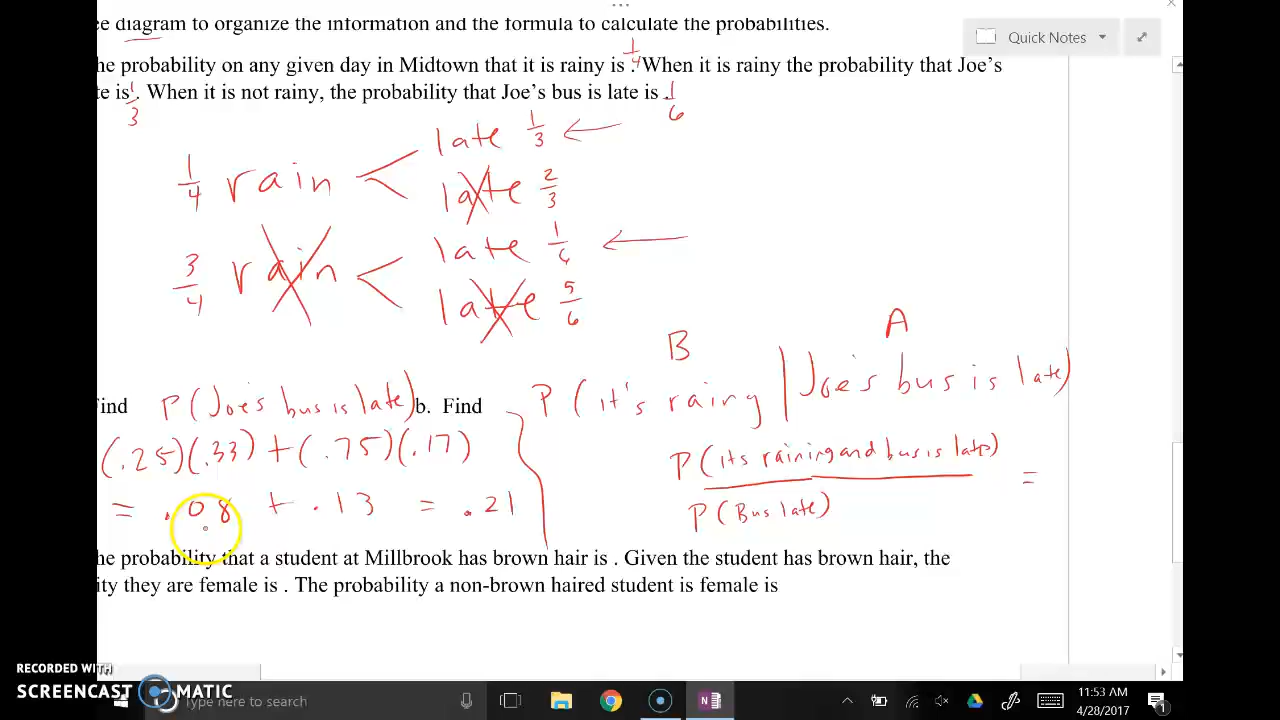 ee diagram to organize the information and the formula to calculate the probabilities.
Quick Notes
he probability on any given day in Midtown that it is rainy is 1/4. When it is rainy the probability that Joe's
te is 1/3. When it is not rainy, the probability that Joe's bus is late is 1/6.
late 1/3
1/4 rain < late 2/3
late 1/6
3/4 rain < late 5/6
B A
Find P(Joe's bus is late) b. Find P(it's rainy | Joe's bus is late)
(.25)(.33) + (.75)(.17)
P(its raining and bus is late) =
P(Bus late)
= .08 + .13 = .21
he probability that a student at Millbrook has brown hair is . Given the student has brown hair, the
ity they are female is . The probability a non-brown haired student is female is
RECORDED WITH
SCREENCAST MATIC
Type here to search
11:53 AM
4/28/2017
1